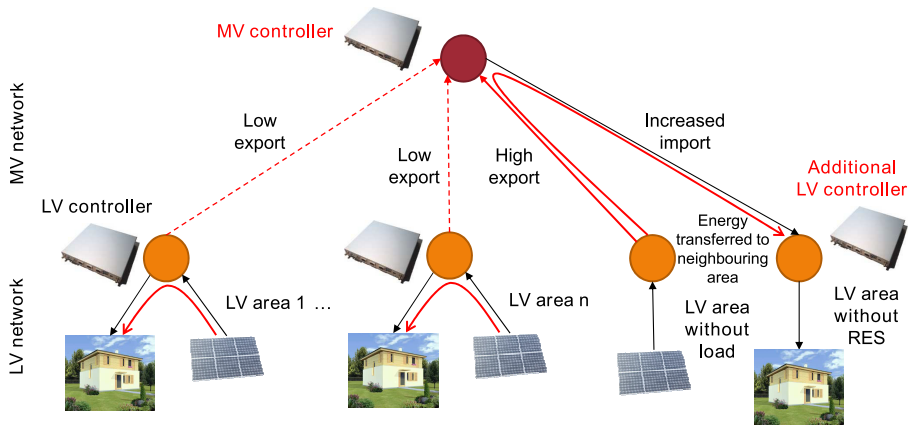 MV controller
MV network
Low
export
Low
export
High
export
Increased
import
Additional
LV controller
LV controller
Energy
transferred to
neighbouring
area
LV network
LV area 1 ...
LV area n
LV area
without
load
LV area
without
RES